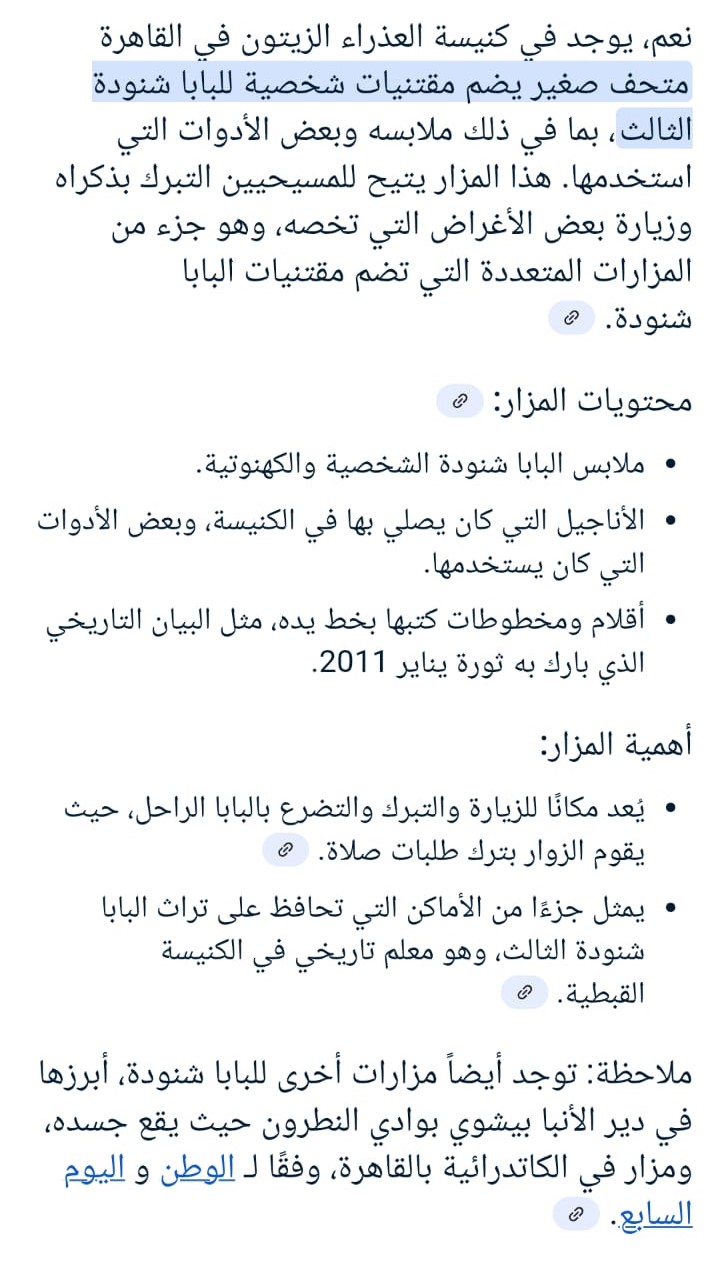 نعم، يوجد في كنيسة العذراء الزيتون في القاهرة
متحف صغير يضم مقتنيات شخصية للبابا شنودة
الثالث، بما في ذلك ملابسه وبعض الأدوات التي
استخدمها. هذا المزار يتيح للمسيحيين التبرك بذكراه
وزيارة بعض الأغراض التي تخصه، وهو جزء من
المزارات المتعددة التي تضم مقتنيات البابا
شنودة.
محتويات المزار:
• ملابس البابا شنودة الشخصية والكهنوتية.
• الأناجيل التي كان يصلي بها في الكنيسة، وبعض الأدوات
التي كان يستخدمها.
• أقلام ومخطوطات كتبها بخط يده، مثل البيان التاريخي
الذي بارك به ثورة يناير 2011.
أهمية المزار:
• يُعد مكانًا للزيارة والتبرك والتضرع بالبابا الراحل، حيث
يقوم الزوار بترك طلبات صلاة.
• يمثل جزءًا من الأماكن التي تحافظ على تراث البابا
شنودة الثالث، وهو معلم تاريخي في الكنيسة
القبطية.
ملاحظة: توجد أيضاً مزارات أخرى للبابا شنودة، أبرزها
في دير الأنبا بيشوي بوادي النطرون حيث يقع جسده،
ومزار في الكاتدرائية بالقاهرة، وفقًا لـ الوطن و اليوم
السابع.